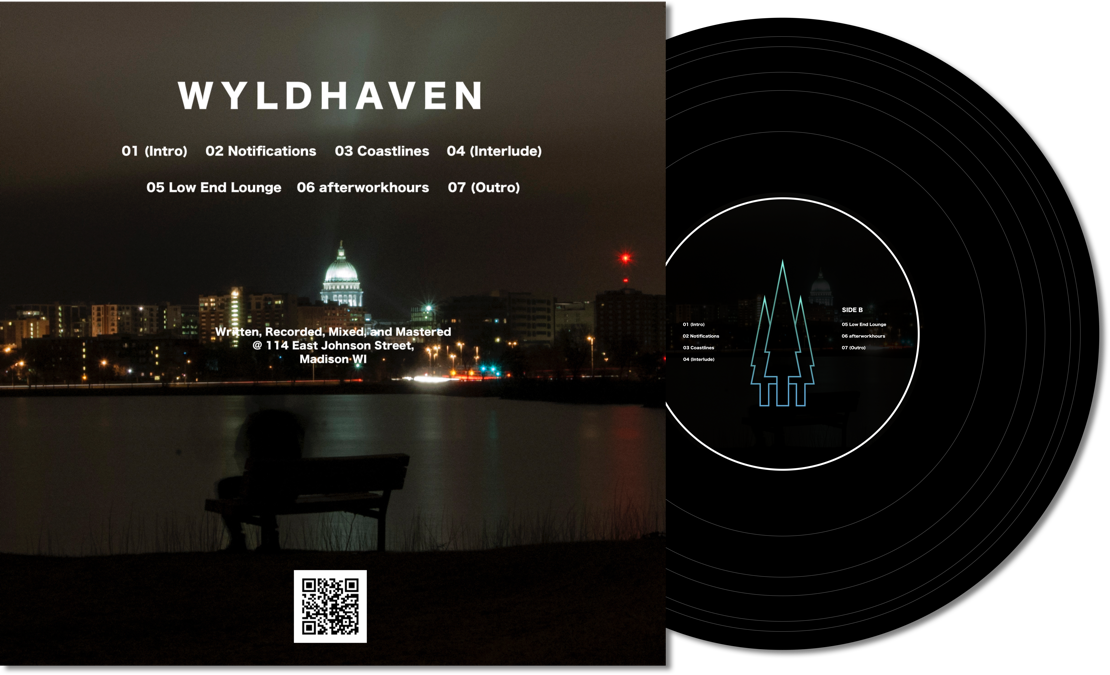 WYLDHAVEN
01 (Intro) 02 Notifications 03 Coastlines 04 (Interlude)
05 Low End Lounge 06 afterworkhours 07 (Outro)
Written, Recorded, Mixed, and Mastered
@ 114 East Johnson Street,
Madison WI
01 (Intro)
02 Notifications
03 Coastlines
04 (Interlude)
SIDE B
05 Low End Lounge
06 afterworkhours
07 (Outro)